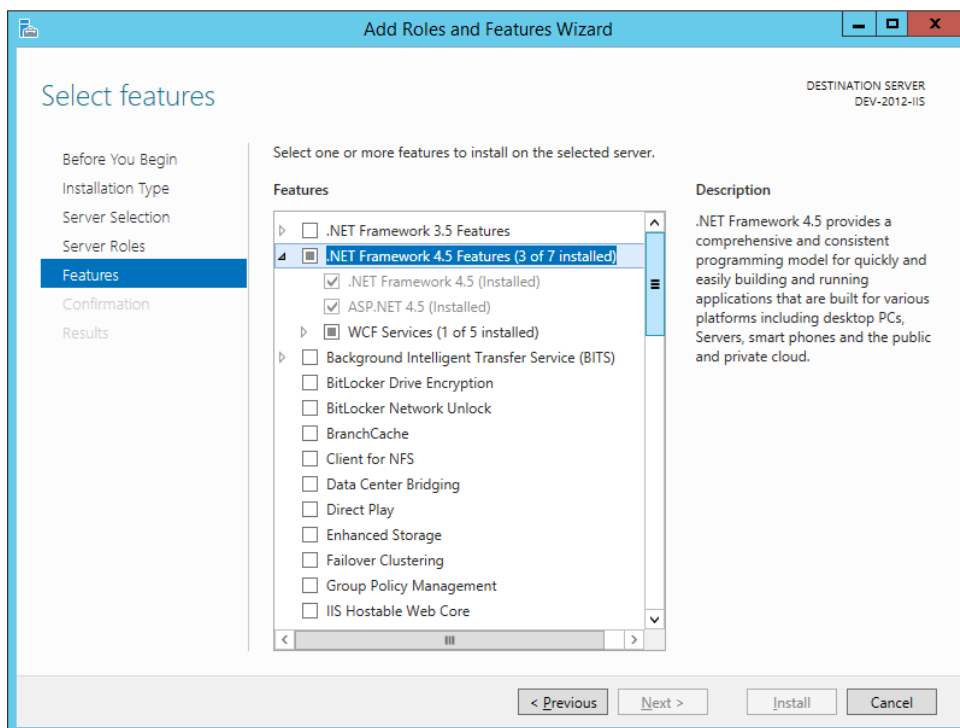 Add Roles and Features Wizard
Select features
DESTINATION SERVER
DEV-2012-IIS
Before You Begin
Installation Type
Server Selection
Server Roles
Features
Confirmation
Results
Select one or more features to install on the selected server.
Features
.NET Framework 3.5 Features
.NET Framework 4.5 Features (3 of 7 installed)
.NET Framework 4.5 (Installed)
ASP.NET 4.5 (Installed)
WCF Services (1 of 5 installed)
Background Intelligent Transfer Service (BITS)
BitLocker Drive Encryption
BitLocker Network Unlock
BranchCache
Client for NFS
Data Center Bridging
Direct Play
Enhanced Storage
Failover Clustering
Group Policy Management
IIS Hostable Web Core
Description
.NET Framework 4.5 provides a
comprehensive and consistent
programming model for quickly and
easily building and running
applications that are built for various
platforms including desktop PCs,
Servers, smart phones and the public
and private cloud.
< Previous
Next >
Install
Cancel